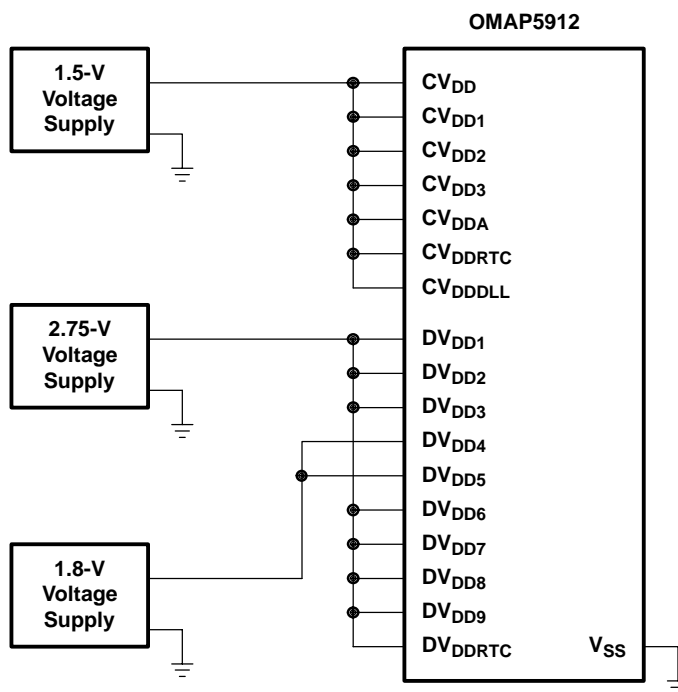 OMAP5912
1.5-V
Voltage
Supply
CVDD
CVDD1
CVDD2
CVDD3
CVDDA
CVDDRTC
CVDDDLL
2.75-V
Voltage
Supply
DVDD1
DVDD2
DVDD3
DVDD4
DVDD5
DVDD6
DVDD7
DVDD8
DVDD9
DVDDRTC
1.8-V
Voltage
Supply
VSS